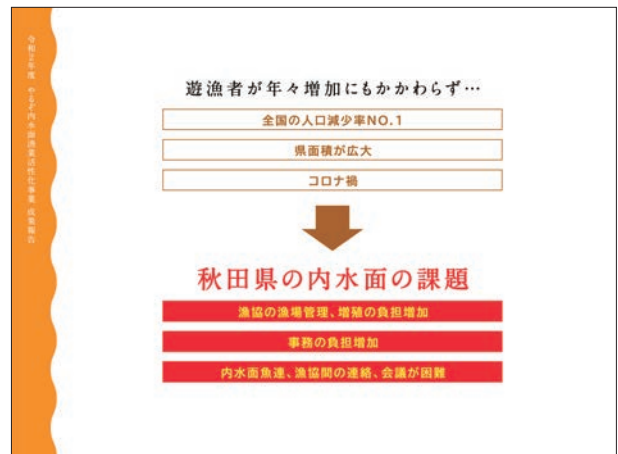 令和2年度 やるぞ内水面漁業活性化事業 成果報告
遊漁者が年々増加にもかかわらず…
全国の人口減少率NO.1
県面積が広大
コロナ禍
秋田県の内水面の課題
漁協の漁場管理、増殖の負担増加
事務の負担増加
内水面魚連、漁協間の連絡、会議が困難